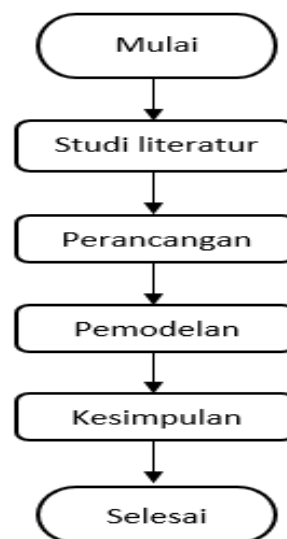 Mulai
Studi literatur
Perancangan
Pemodelan
Kesimpulan
Selesai